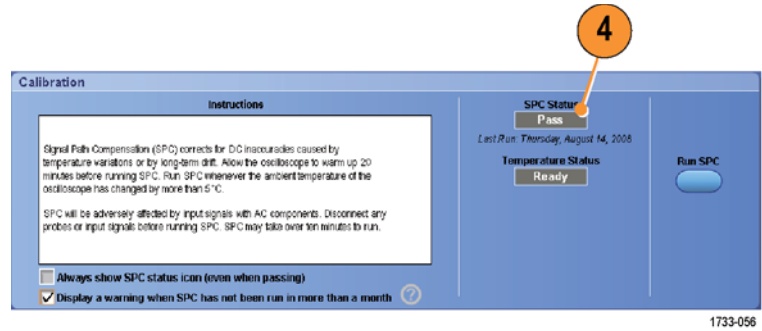 4
Calibration
Instructions
Signal Path Compensation (SPC) corrects for DC inaccuracies caused by
temperature variations or by long-term drift. Allow the oscilloscope to warm up 20
minutes before running SPC. Run SPC whenever the ambient temperature of the
oscilloscope has changed by more than 5°C.
SPC will be adversely affected by input signals with AC components. Disconnect any
probes or input signals before running SPC. SPC may take over ten minutes to run.
Always show SPC status icon (even when passing)
Display a warning when SPC has not been run in more than a month ?
SPC Status
Pass
Last Run: Thursday, August 14, 2008
Temperature Status
Ready
Run SPC
1733-056